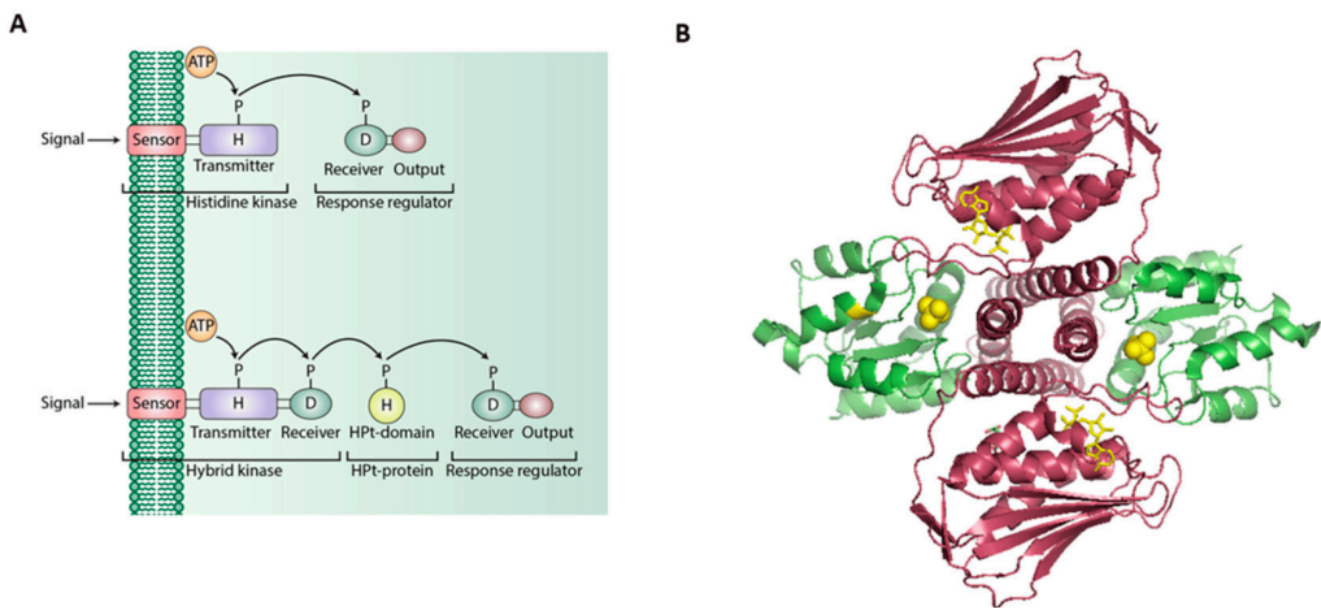 A
B
ATP
P
P
Signal
Sensor
H
D
Transmitter
Receiver
Output
Histidine kinase
Response regulator
ATP
P
P
P
P
Signal
Sensor
H
D
H
D
Transmitter
Receiver
HPt-domain
Receiver
Output
Hybrid kinase
HPt-protein
Response regulator